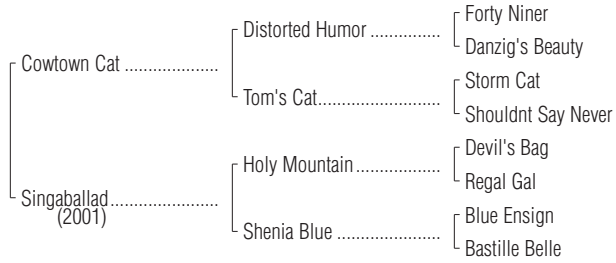 Forty Niner
Distorted Humor ..............
Danzig's Beauty
Cowtown Cat ...................
Storm Cat
Tom's Cat.........................
Shouldnt Say Never
Devil's Bag
Holy Mountain .................
Regal Gal
Singaballad......................
(2001)
Blue Ensign
Shenia Blue .....................
Bastille Belle